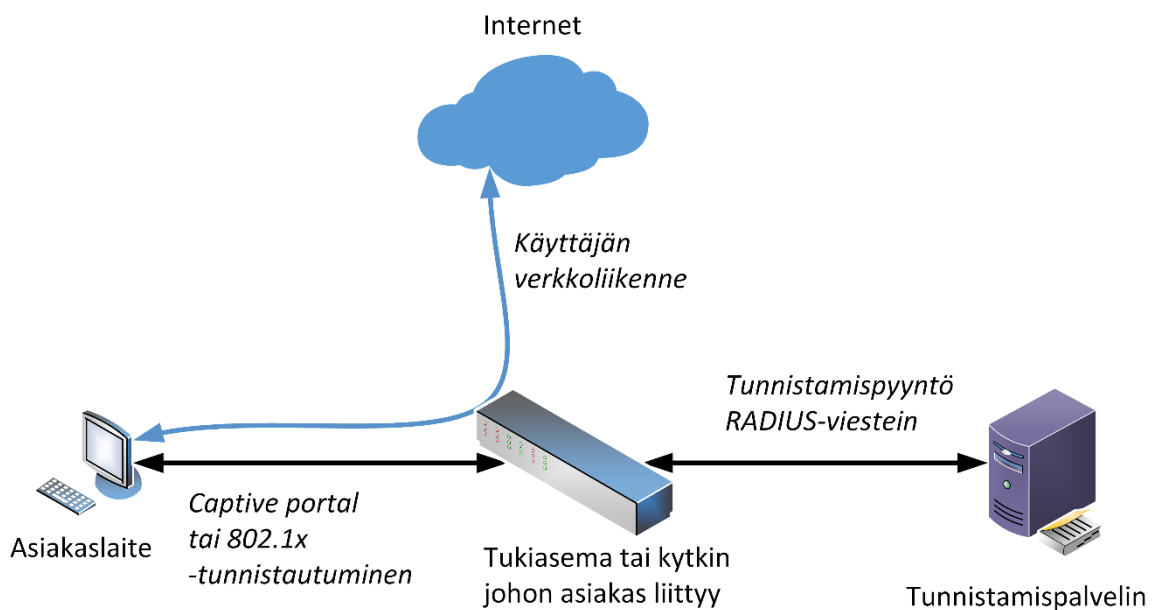 Internet
Käyttäjän
verkkoliikenne
Tunnistamispyyntö
RADIUS-viestein
Captive portal
tai 802.1x
-tunnistautuminen
Asiakaslaite
Tukiasema tai kytkin
johon asiakas liittyy
Tunnistamispalvelin